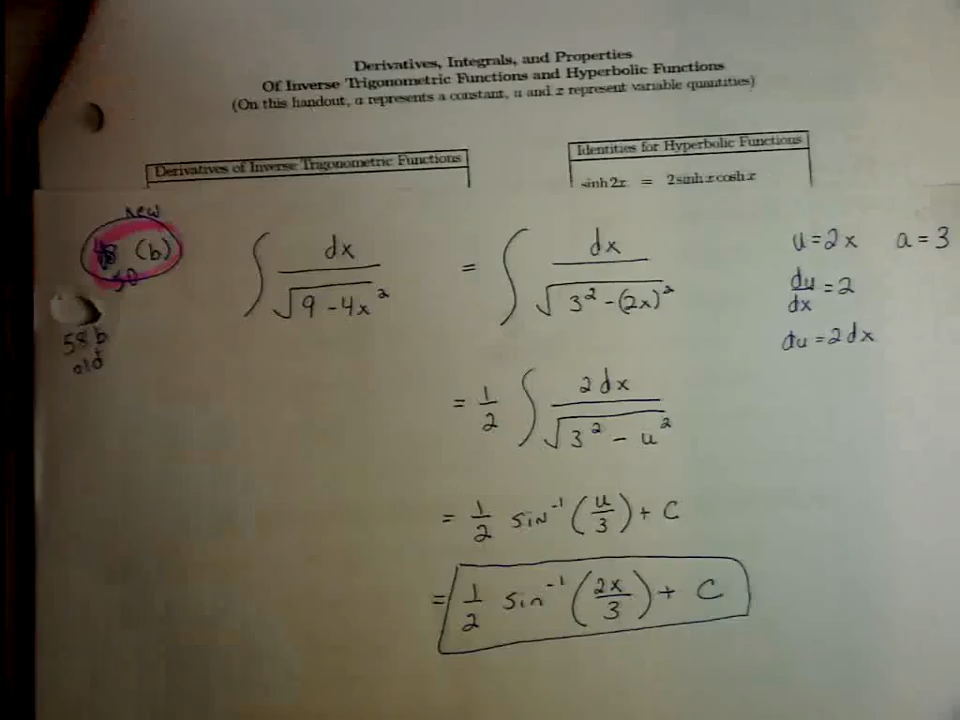 Derivatives, Integrals, and Properties
Of Inverse Trigonometric Functions and Hyperbolic Functions
(On this handout, a represents a constant, u and x represent variable quantities)
Derivatives of Inverse Trigonometric Functions
Identities for Hyperbolic Functions
sinh 2x = 2 sinh x cosh x
new
(b)
50
58 b
old
∫ dx / √(9 - 4x²) = ∫ dx / √(3² - (2x)²)
u = 2x a = 3
du/dx = 2
du = 2dx
= 1/2 ∫ 2dx / √(3² - u²)
= 1/2 sin⁻¹ (u/3) + C
= 1/2 sin⁻¹ (2x/3) + C